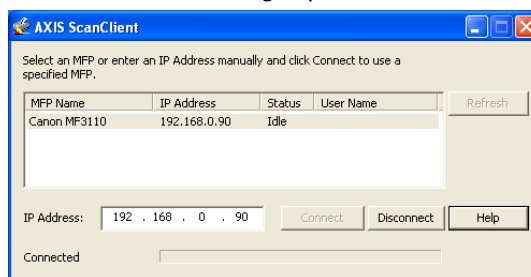 AXIS ScanClient
Select an MFP or enter an IP Address manually and click Connect to use a
specified MFP.
MFP Name IP Address Status User Name Refresh
Canon MF3110 192.168.0.90 Idle
IP Address: 192 . 168 . 0 . 90 Connect Disconnect Help
Connected